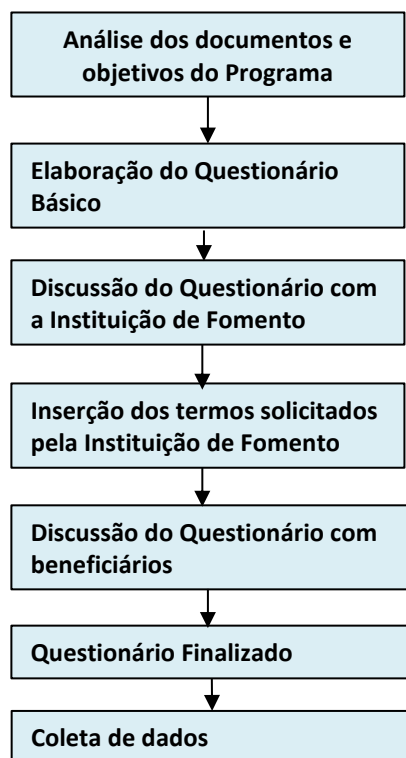 Análise dos documentos e
objetivos do Programa
Elaboração do Questionário
Básico
Discussão do Questionário com
a Instituição de Fomento
Inserção dos termos solicitados
pela Instituição de Fomento
Discussão do Questionário com
beneficiários
Questionário Finalizado
Coleta de dados